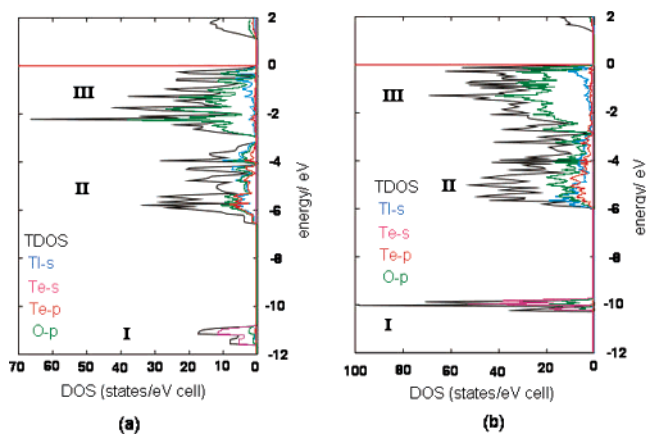 (a)
2
0
-2
-4
-6
-8
-10
-12
energy/ eV
III
II
I
TDOS
Tl-s
Te-s
Te-p
O-p
70 60 50 40 30 20 10 0
DOS (states/eV cell)
(a)
(b)
2
0
-2
-4
-6
-8
-10
-12
energy/ eV
III
II
I
TDOS
Tl-s
Te-s
Te-p
O-p
100 80 60 40 20 0
DOS (states/eV cell)
(b)